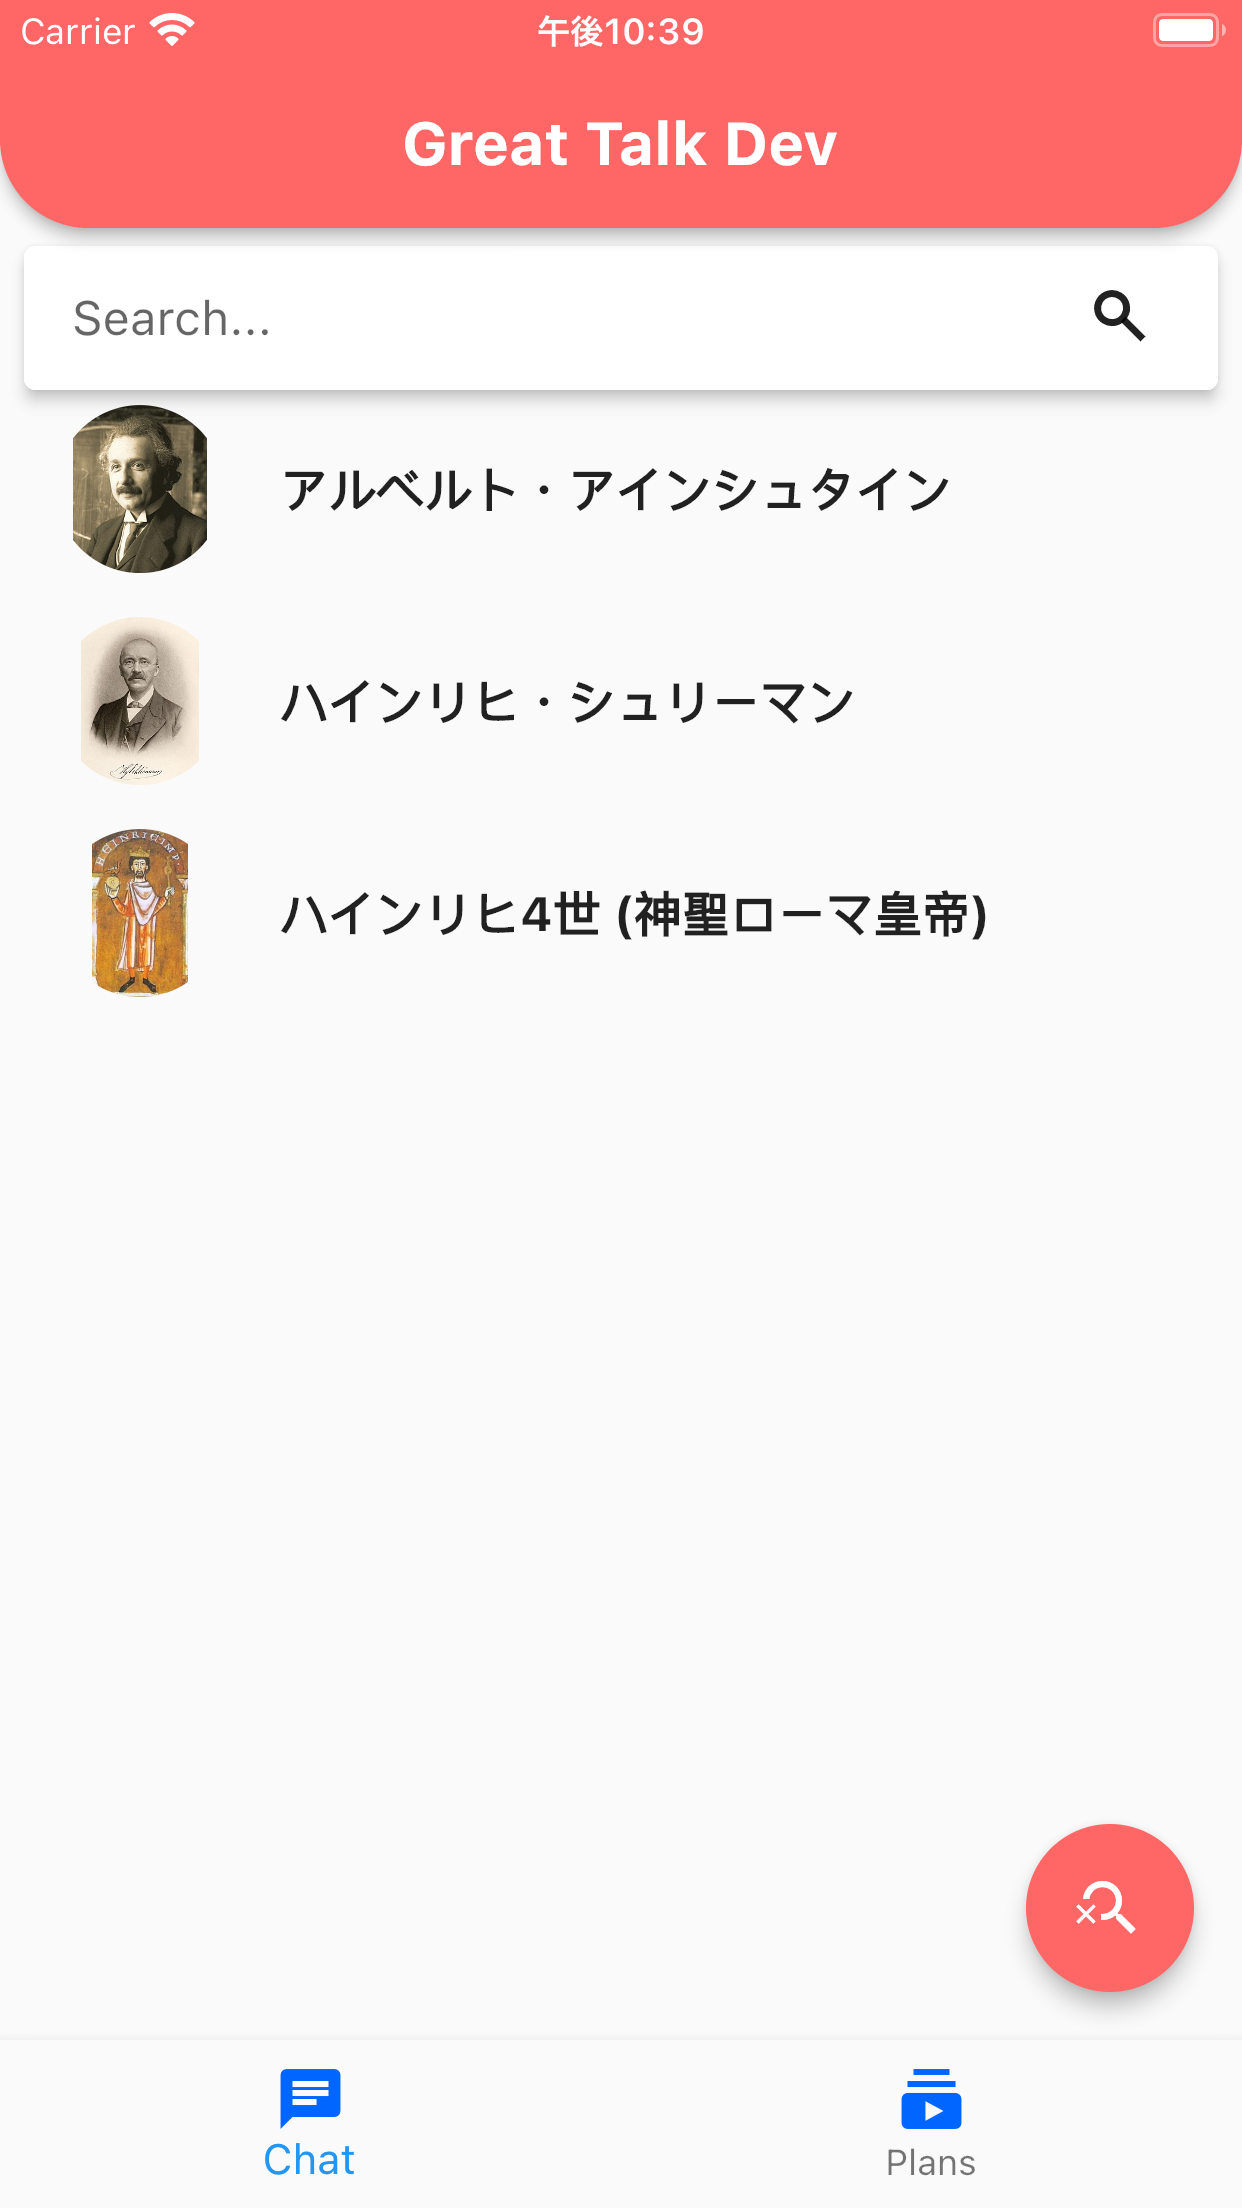 Carrier 午後10:39
Great Talk Dev
Search...
アルベルト・アインシュタイン
ハインリヒ・シュリーマン
HEINRICIMP.
ハインリヒ4世 (神聖ローマ皇帝)
Chat
Plans